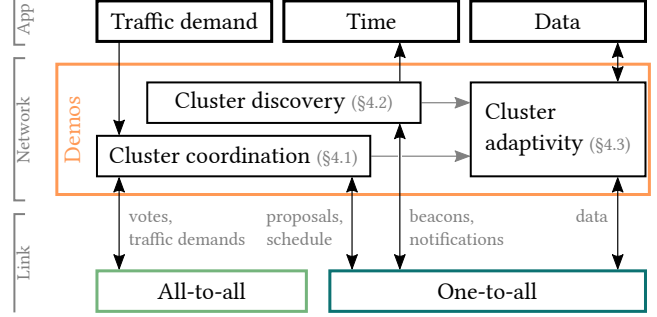 App
Traffic demand
Time
Data
Network
Demos
Cluster discovery (§4.2)
Cluster
adaptivity (§4.3)
Cluster coordination (§4.1)
votes,
traffic demands
proposals,
schedule
beacons,
notifications
data
Link
All-to-all
One-to-all